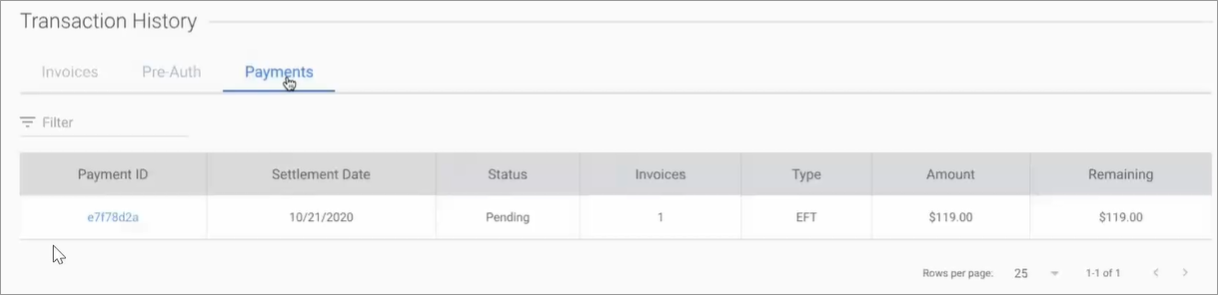 Transaction History
Invoices Pre-Auth Payments
Filter
Payment ID Settlement Date Status Invoices Type Amount Remaining
e7f78d2a 10/21/2020 Pending 1 EFT $119.00 $119.00
Rows per page: 25 1-1 of 1